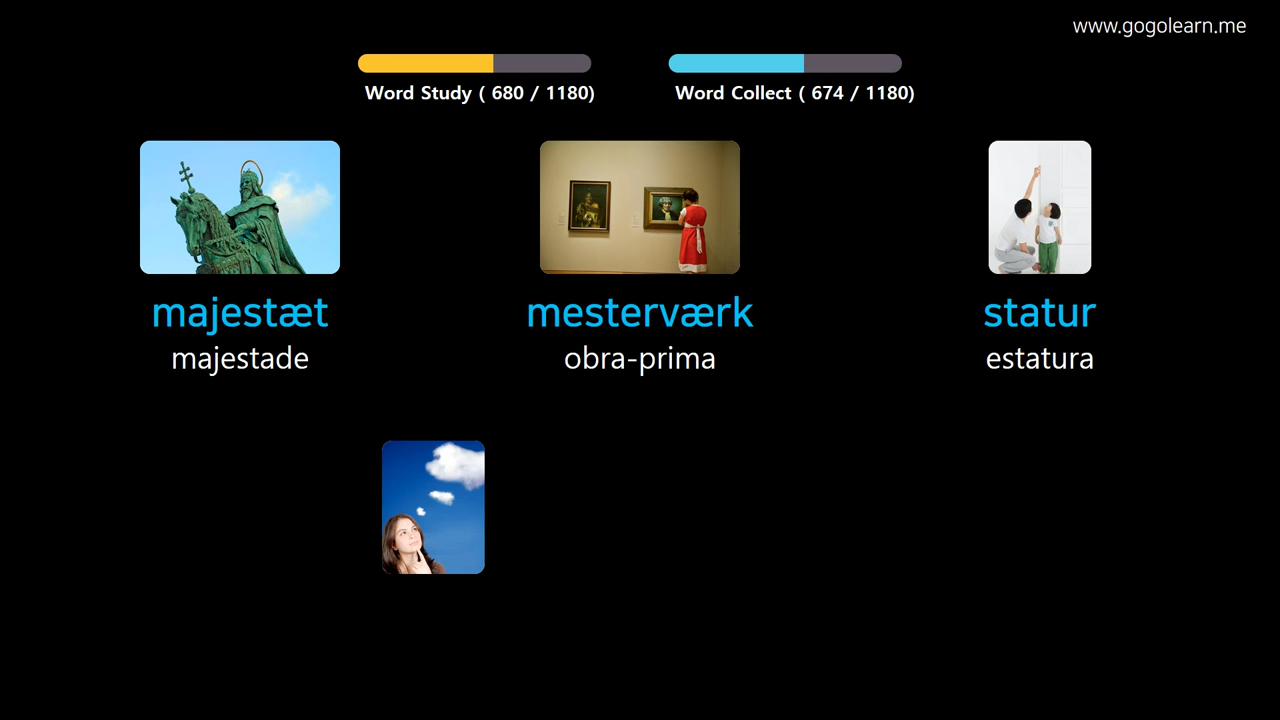 www.gogolearn.me
Word Study ( 680 / 1180)
Word Collect ( 674 / 1180)
majestæt
mesterværk
statur
majestade
obra-prima
estatura